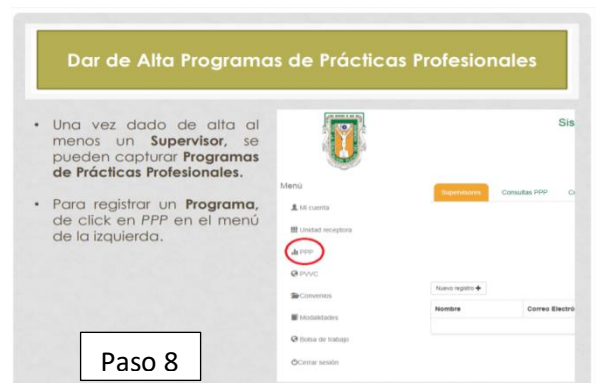 Dar de Alta Programas de Prácticas Profesionales
• Una vez dado de alta al
menos un Supervisor, se
pueden capturar Programas
de Prácticas Profesionales.
• Para registrar un Programa,
de click en PPP en el menú
de la izquierda.
Paso 8
Sis
Menú
Mi cuenta
Unidad receptora
PPP
PVVC
Convenios
Modalidades
Bolsa de trabajo
Cerrar sesión
Supervisores Consultas PPP
Nuevo registro +
Nombre Correo Electró